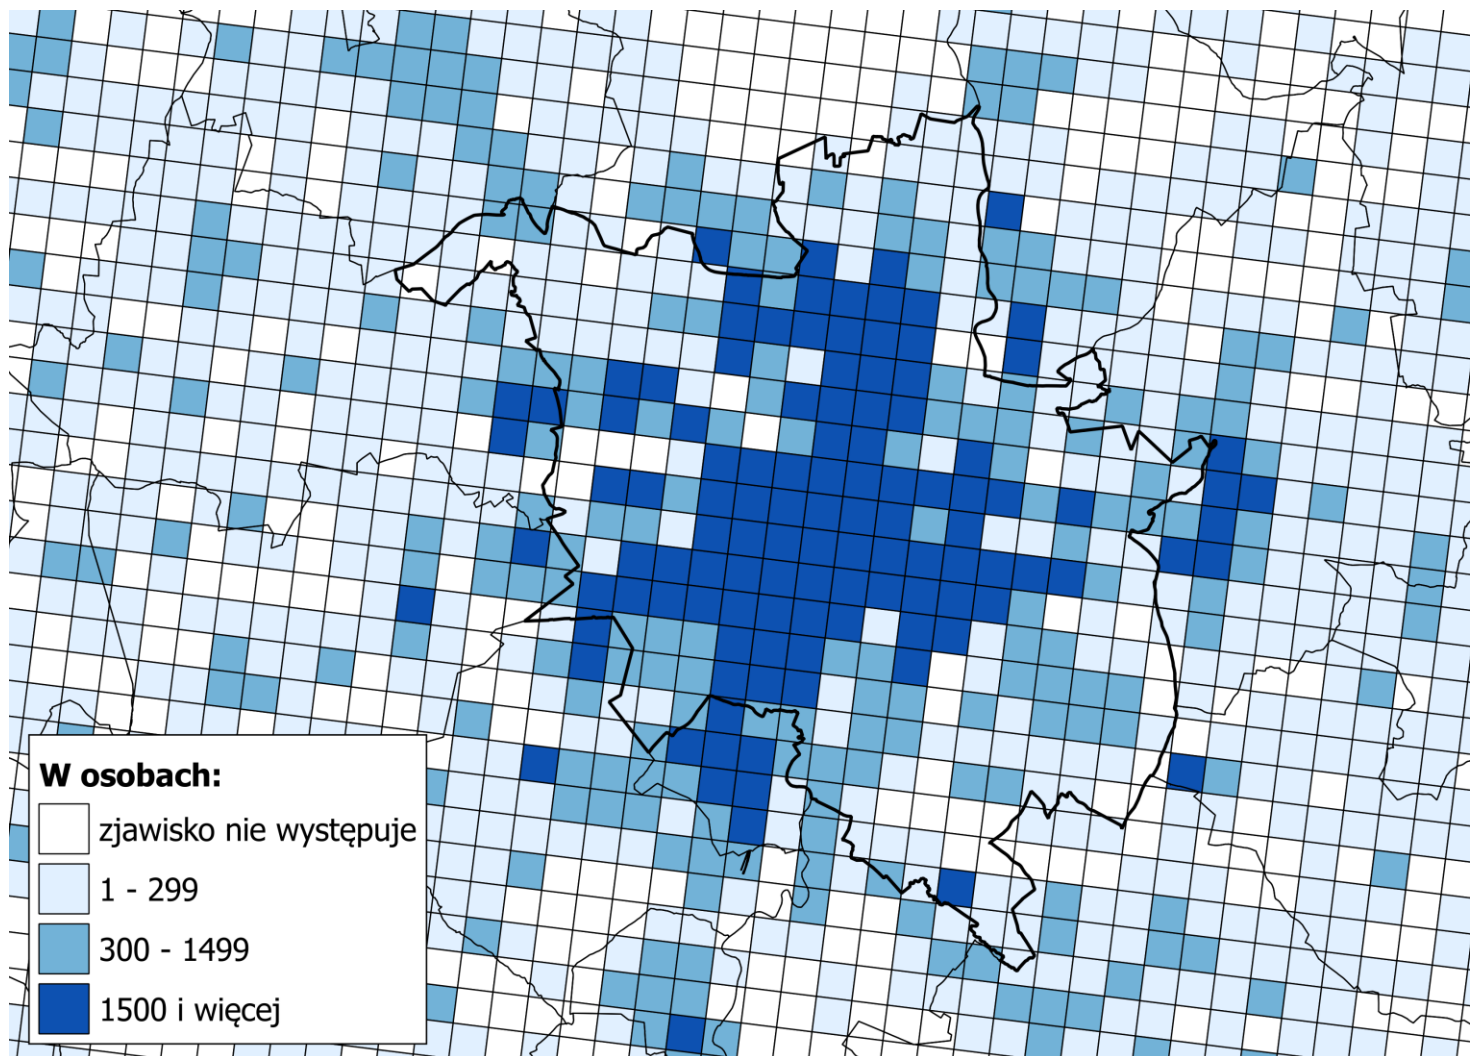 W osobach:
zjawisko nie występuje
1 - 299
300 - 1499
1500 i więcej